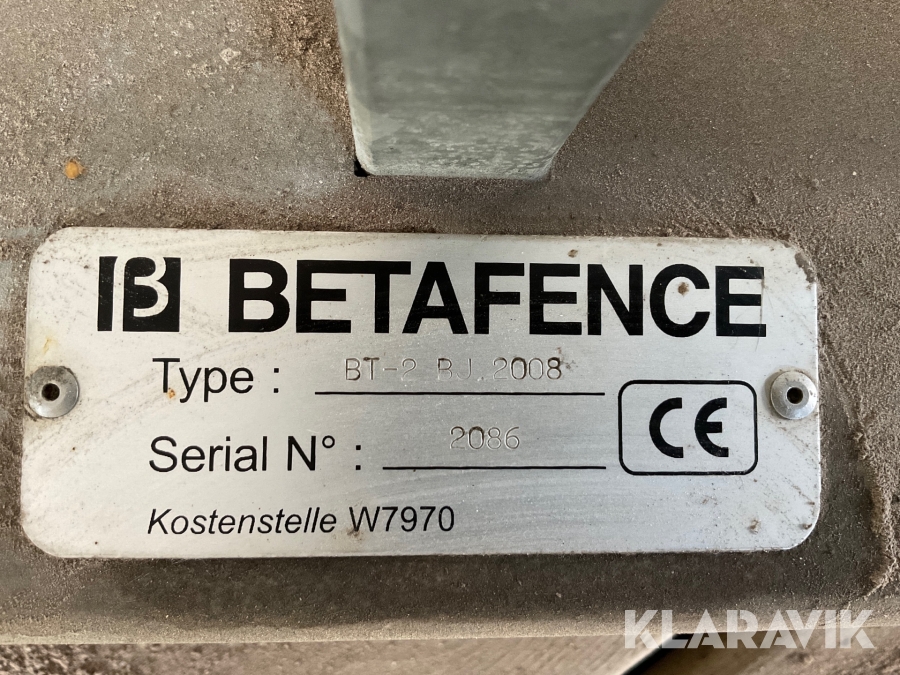 B BETAFENCE
Type : BT-2 BJ.2008
Serial N° : 2086
CE
Kostenstelle W7970
KLARAVIK